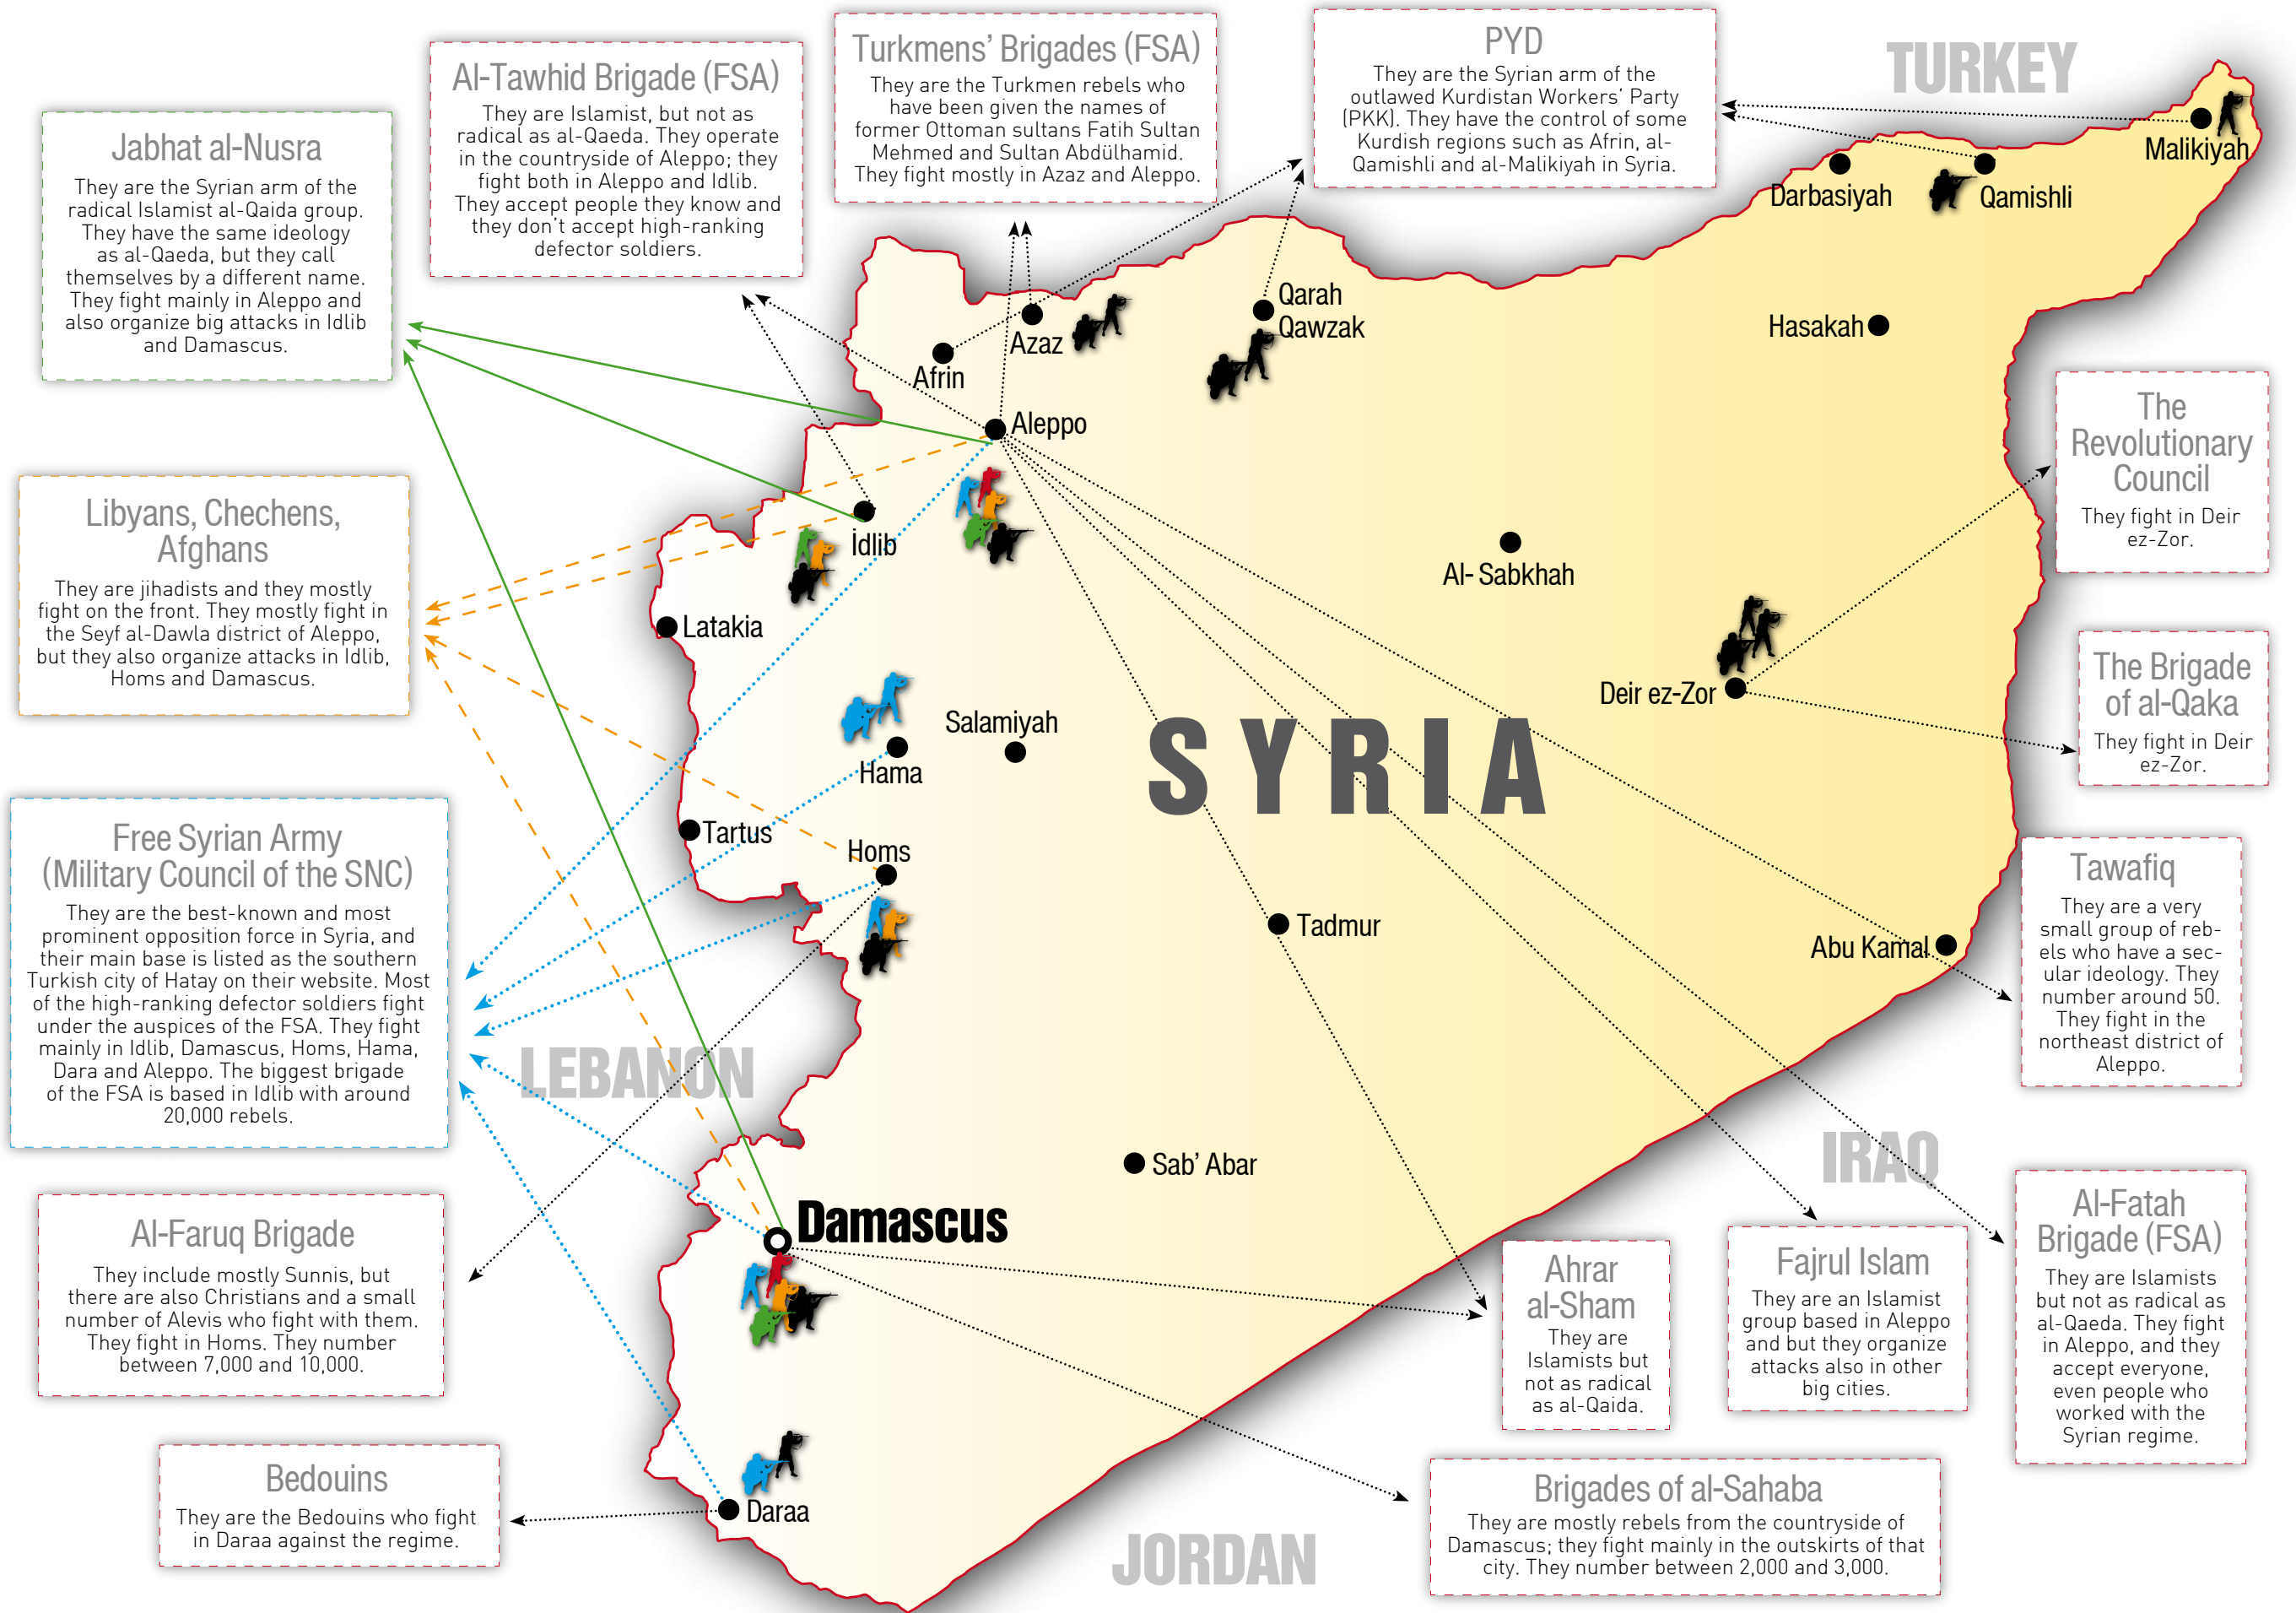 Jabhat al-Nusra
They are the Syrian arm of the
radical Islamist al-Qaida group.
They have the same ideology
as al-Qaeda, but they call
themselves by a different name.
They fight mainly in Aleppo and
also organize big attacks in Idlib
and Damascus.
Al-Tawhid Brigade (FSA)
They are Islamist, but not as
radical as al-Qaeda. They operate
in the countryside of Aleppo; they
fight both in Aleppo and Idlib.
They accept people they know and
they don't accept high-ranking
defector soldiers.
Turkmens' Brigades (FSA)
They are the Turkmen rebels who
have been given the names of
former Ottoman sultans Fatih Sultan
Mehmed and Sultan Abdülhamid.
They fight mostly in Azaz and Aleppo.
PYD
They are the Syrian arm of the
outlawed Kurdistan Workers' Party
(PKK). They have the control of some
Kurdish regions such as Afrin, al-
Qamishli and al-Malikiyah in Syria.
TURKEY
Malikiyah
Darbasiyah
Qamishli
Qarah
Qawzak
Azaz
Afrin
Hasakah
Aleppo
İdlib
Al- Sabkhah
Latakia
Deir ez-Zor
Salamiyah
Hama
SYRIA
Tartus
Homs
Tadmur
Abu Kamal
LEBANON
IRAQ
Sab' Abar
Damascus
Daraa
JORDAN
Libyans, Chechens,
Afghans
They are jihadists and they mostly
fight on the front. They mostly fight in
the Seyf al-Dawla district of Aleppo,
but they also organize attacks in Idlib,
Homs and Damascus.
Free Syrian Army
(Military Council of the SNC)
They are the best-known and most
prominent opposition force in Syria, and
their main base is listed as the southern
Turkish city of Hatay on their website. Most
of the high-ranking defector soldiers fight
under the auspices of the FSA. They fight
mainly in Idlib, Damascus, Homs, Hama,
Dara and Aleppo. The biggest brigade
of the FSA is based in Idlib with around
20,000 rebels.
Al-Faruq Brigade
They include mostly Sunnis, but
there are also Christians and a small
number of Alevis who fight with them.
They fight in Homs. They number
between 7,000 and 10,000.
Bedouins
They are the Bedouins who fight
in Daraa against the regime.
The
Revolutionary
Council
They fight in Deir
ez-Zor.
The Brigade
of al-Qaka
They fight in Deir
ez-Zor.
Tawafiq
They are a very
small group of reb-
els who have a sec-
ular ideology. They
number around 50.
They fight in the
northeast district of
Aleppo.
Ahrar
al-Sham
They are
Islamists but
not as radical
as al-Qaida.
Fajrul Islam
They are an Islamist
group based in Aleppo
and but they organize
attacks also in other
big cities.
Al-Fatah
Brigade (FSA)
They are Islamists
but not as radical as
al-Qaeda. They fight
in Aleppo, and they
accept everyone,
even people who
worked with the
Syrian regime.
Brigades of al-Sahaba
They are mostly rebels from the countryside of
Damascus; they fight mainly in the outskirts of that
city. They number between 2,000 and 3,000.